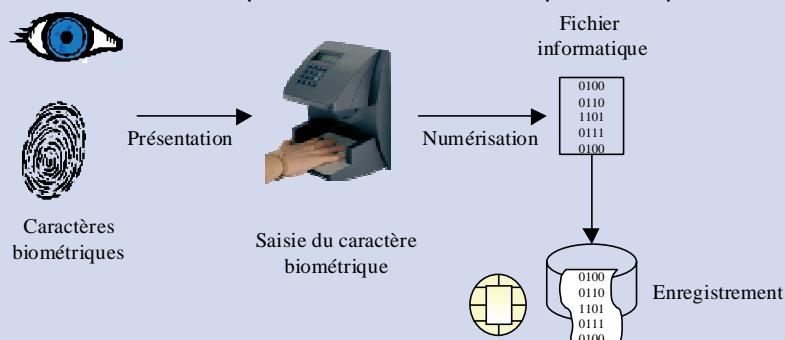 Fichier
informatique
0100
0110
1101
0111
0100
Présentation
Numérisation
Caractères
biométriques
Saisie du caractère
biométrique
0100
0110
1101
0111
0100
Enregistrement